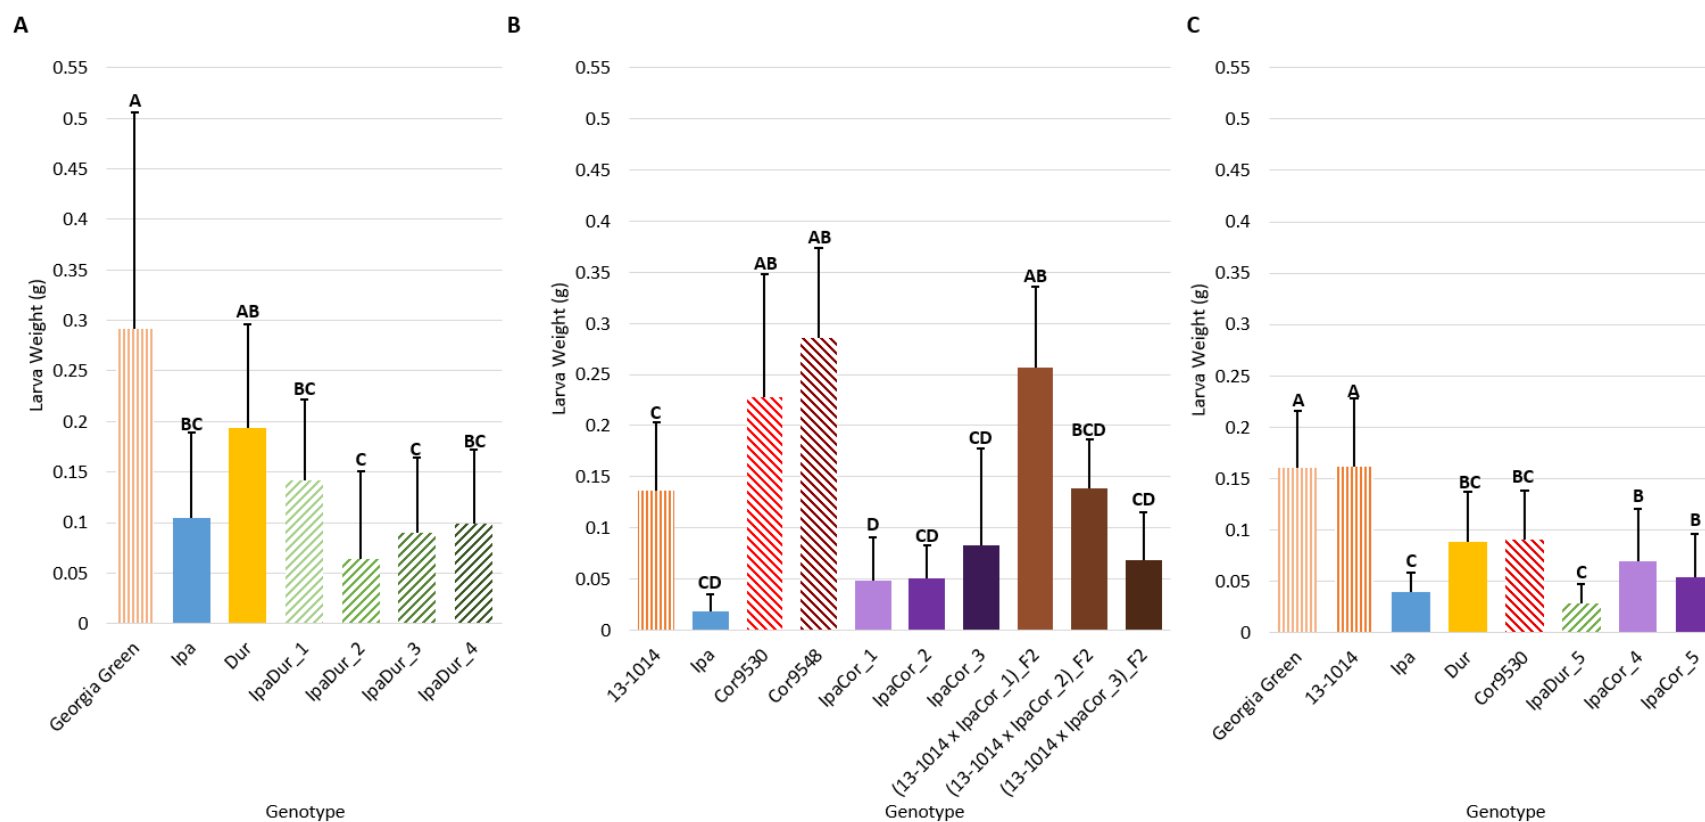 A
Larva Weight (g)
0.55
0.5
0.45
0.4
0.35
0.3
0.25
0.2
0.15
0.1
0.05
0
A
BC
AB
BC
C
C
BC
Georgia Green
Ipa
Dur
IpaDur_1
IpaDur_2
IpaDur_3
IpaDur_4
Genotype
B
Larva Weight (g)
0.55
0.5
0.45
0.4
0.35
0.3
0.25
0.2
0.15
0.1
0.05
0
C
CD
AB
AB
D
CD
CD
AB
BCD
CD
13-1014
Ipa
Cor9530
Cor9548
IpaCor_1
IpaCor_2
IpaCor_3
(13-1014 x IpaCor_1)_F2
(13-1014 x IpaCor_2)_F2
(13-1014 x IpaCor_3)_F2
Genotype
C
Larva Weight (g)
0.55
0.5
0.45
0.4
0.35
0.3
0.25
0.2
0.15
0.1
0.05
0
A
A
C
BC
BC
C
B
B
Georgia Green
13-1014
Ipa
Dur
Cor9530
IpaDur_5
IpaCor_4
IpaCor_5
Genotype